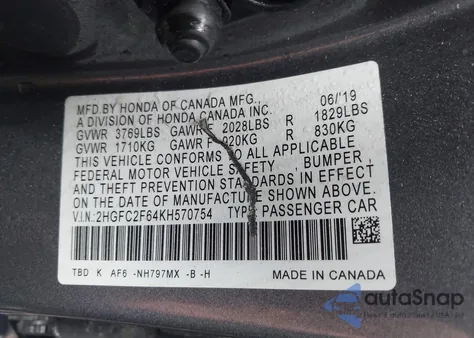 MFD BY HONDA OF CANADA MFG., 06/'19
A DIVISION OF HONDA CANADA INC.
GVWR 3769LBS GAWR F 2028LBS R 1829LBS
GVWR 1710KG GAWR F 920KG R 830KG
THIS VEHICLE CONFORMS TO ALL APPLICABLE
FEDERAL MOTOR VEHICLE SAFETY, BUMPER,
AND THEFT PREVENTION STANDARDS IN EFFECT
ON THE DATE OF MANUFACTURE SHOWN ABOVE.
V.I.N:2HGFC2F64KH570754 TYPE: PASSENGER CAR
TBD K AF6 -NH797MX -B -H MADE IN CANADA
autaSnap